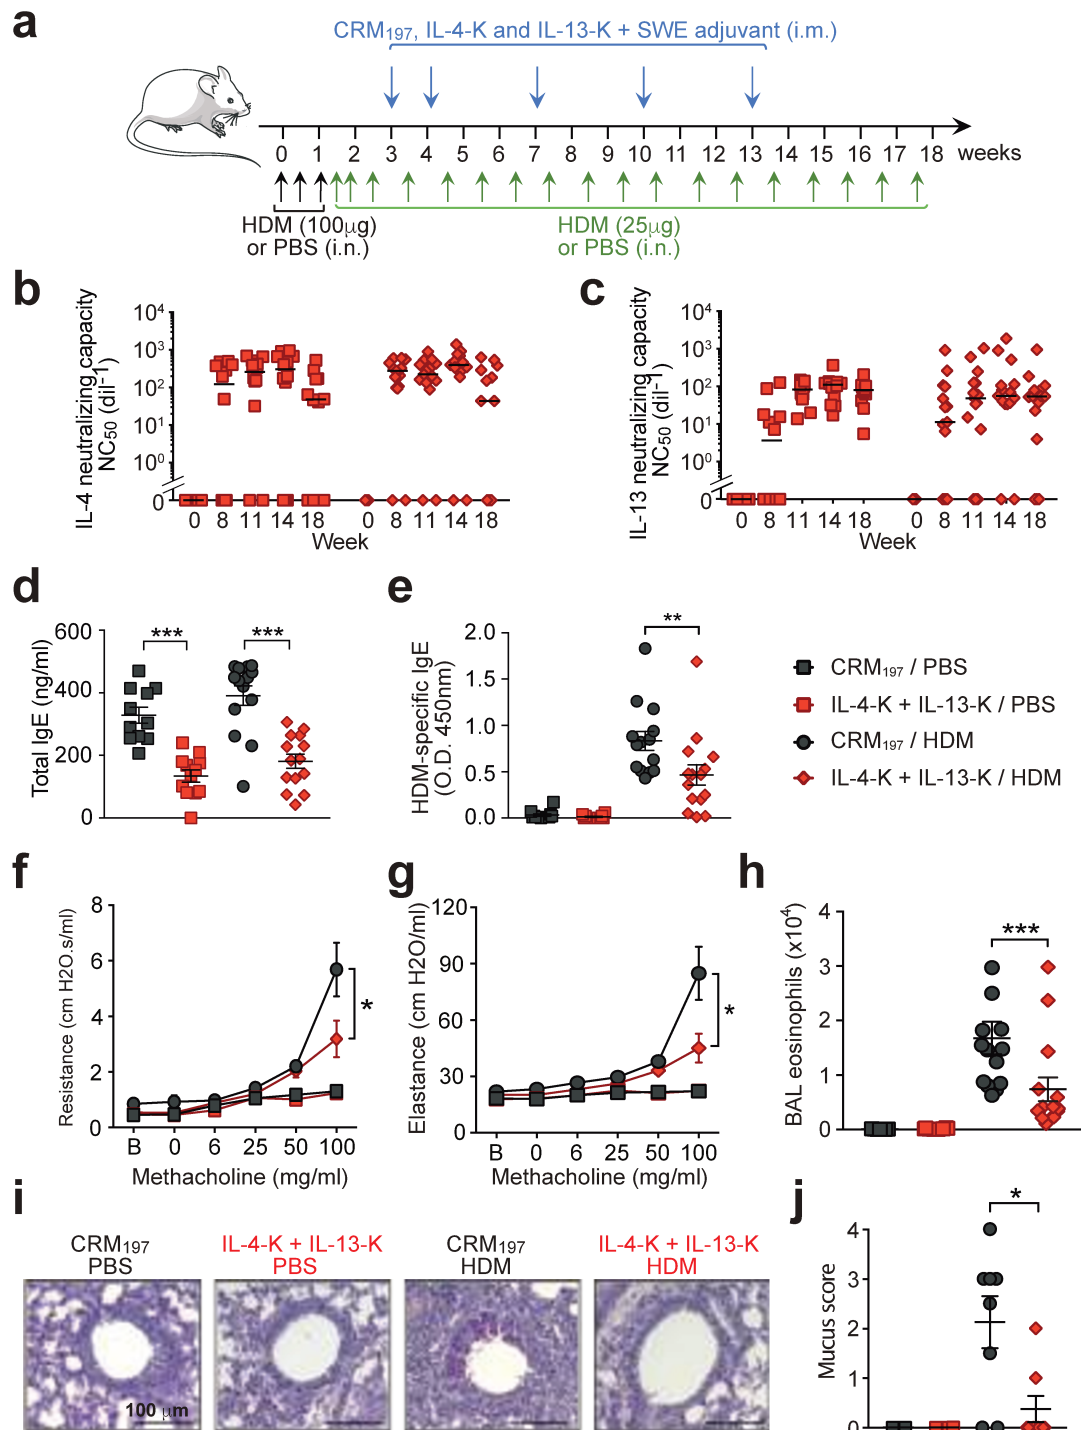 a
CRM197, IL-4-K and IL-13-K + SWE adjuvant (i.m.)
0 1 2 3 4 5 6 7 8 9 10 11 12 13 14 15 16 17 18 weeks
HDM (100µg)
or PBS (i.n.)
HDM (25µg)
or PBS (i.n.)
b
IL-4 neutralizing capacity
NC50 (dil-1)
104
103
102
101
100
0
0 8 11 14 18 0 8 11 14 18
Week
c
IL-13 neutralizing capacity
NC50 (dil-1)
104
103
102
101
100
0
0 8 11 14 18 0 8 11 14 18
Week
d
Total IgE (ng/ml)
600
400
200
0
***
***
e
HDM-specific IgE
(O.D. 450nm)
2.0
1.5
1.0
0.5
0.0
**
CRM197 / PBS
IL-4-K + IL-13-K / PBS
CRM197 / HDM
IL-4-K + IL-13-K / HDM
f
Resistance (cm H2O.s/ml)
8
6
4
2
0
*
B 0 6 25 50 100
Methacholine (mg/ml)
g
Elastance (cm H2O/ml)
120
90
60
30
0
*
B 0 6 25 50 100
Methacholine (mg/ml)
h
BAL eosinophils (x104)
4
3
2
1
0
***
i
CRM197
PBS
IL-4-K + IL-13-K
PBS
CRM197
HDM
IL-4-K + IL-13-K
HDM
100 µm
j
Mucus score
4
3
2
1
0
*